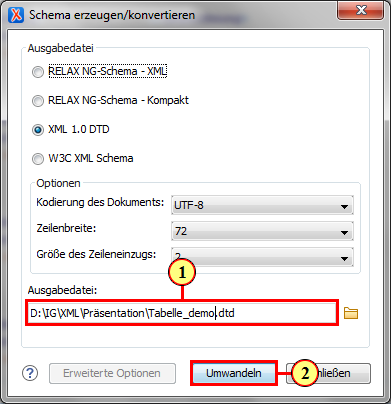 Schema erzeugen/konvertieren
Ausgabedatei
RELAX NG-Schema - XML
RELAX NG-Schema - Kompakt
XML 1.0 DTD
W3C XML Schema
Optionen
Kodierung des Dokuments: UTF-8
Zeilenbreite: 72
Größe des Zeileneinzugs: 2
1
Ausgabedatei:
D:\IG\XML\Präsentation\Tabelle_demo.dtd
? Erweiterte Optionen Umwandeln 2 ließen